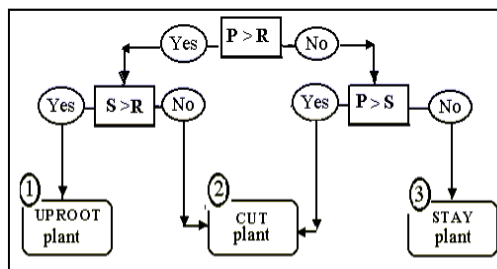 Yes P > R No
Yes S >R No Yes P > S No
1 2 3
UPROOT CUT STAY
plant plant plant